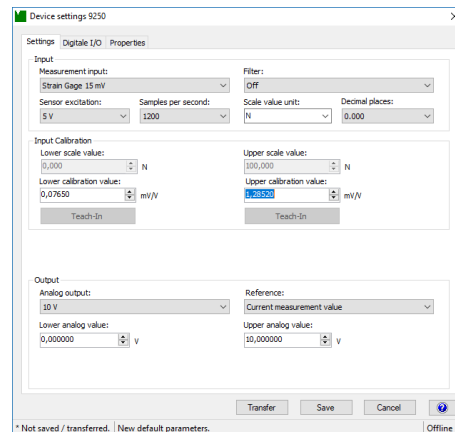 Device settings 9250
Settings Digitale I/O Properties
Input
Measurement input: Filter:
Strain Gage 15 mV Off
Sensor excitation: Samples per second: Scale value unit: Decimal places:
5 V 1200 N 0.000
Input Calibration
Lower scale value: Upper scale value:
0,000 N 100,000 N
Lower calibration value: Upper calibration value:
0,07650 mV/V 1,28520 mV/V
Teach-In Teach-In
Output
Analog output: Reference:
10 V Current measurement value
Lower analog value: Upper analog value:
0,000000 V 10,000000 V
Transfer Save Cancel ?
* Not saved / transferred. New default parameters. Offline